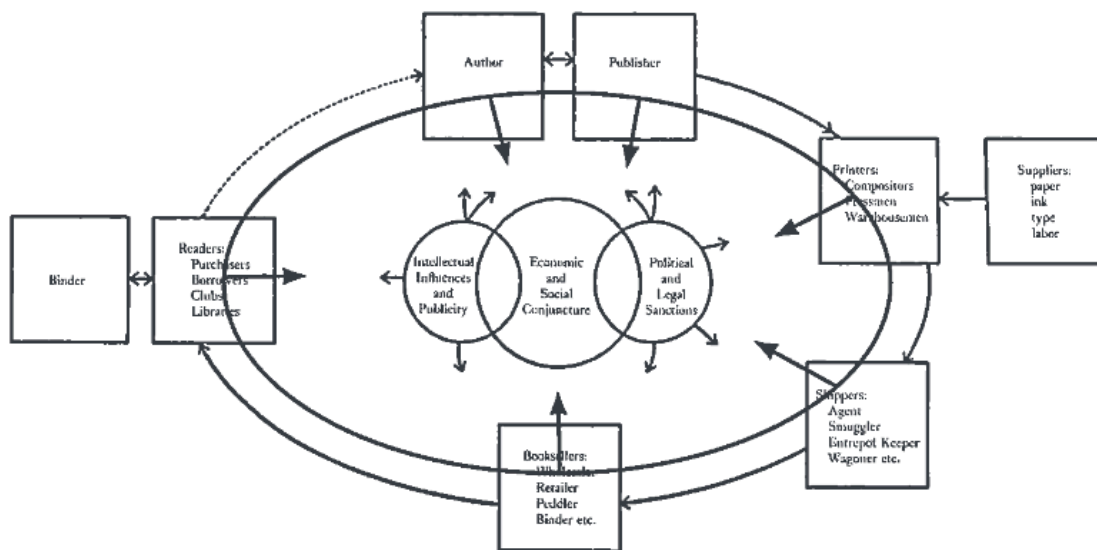 Author
Publisher
Printers:
Compositors
Pressmen
Warehousemen
Suppliers:
paper
ink
type
labor
Binder
Readers:
Purchasers
Borrowers
Clubs
Libraries
Intellectual
Influences
and
Publicity
Economic
and
Social
Conjuncture
Political
and
Legal
Sanctions
Shippers:
Agent
Smuggler
Entrepot Keeper
Wagoner etc.
Booksellers:
Wholesaler
Retailer
Peddler
Binder etc.